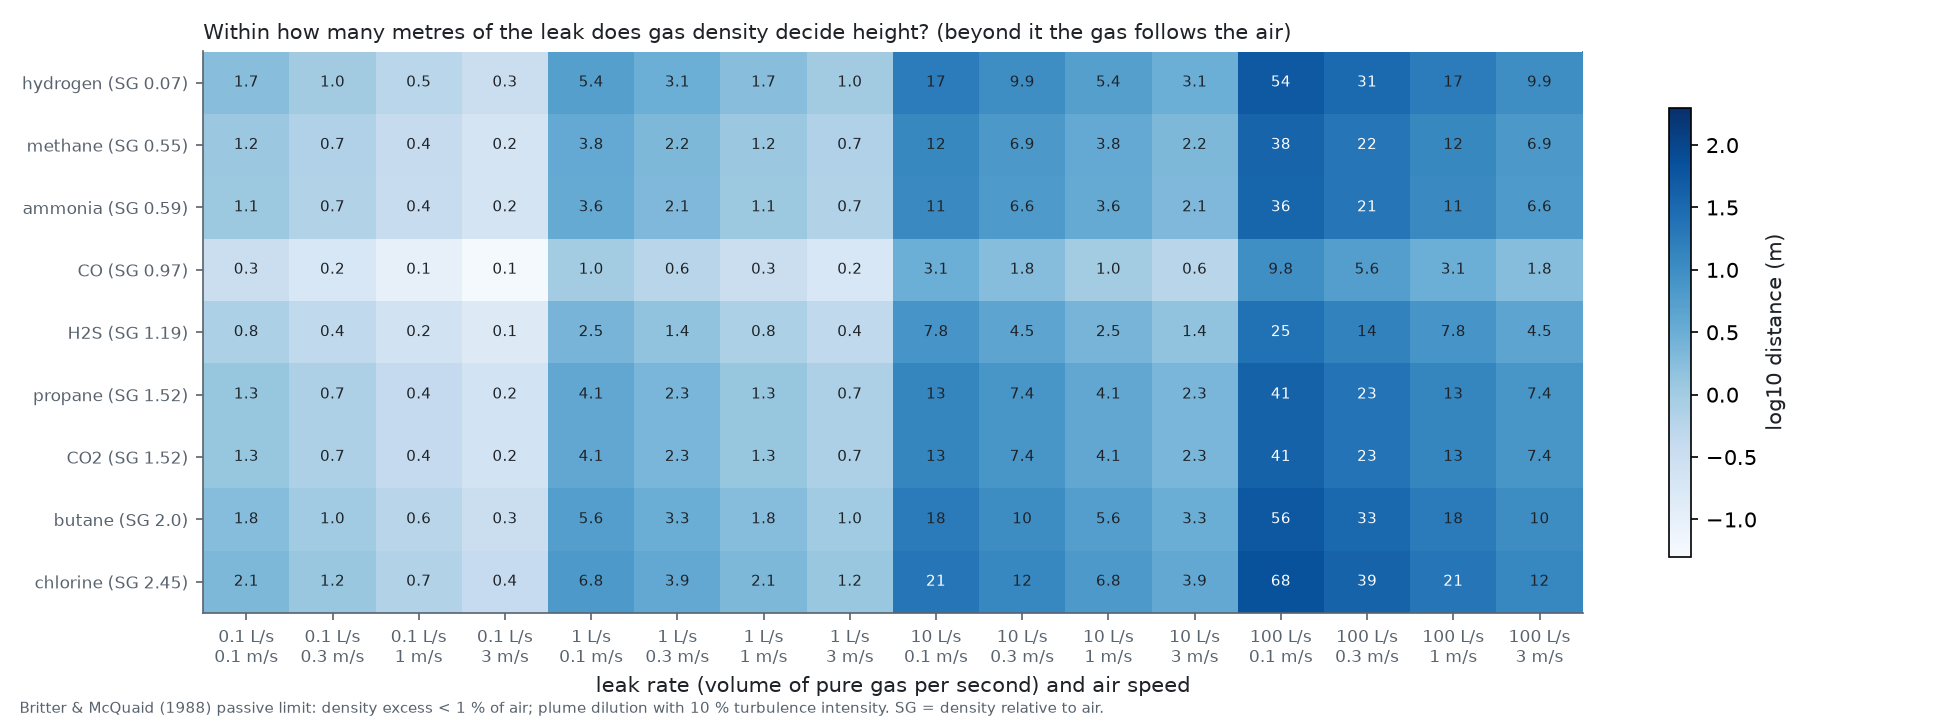 Within how many metres of the leak does gas density decide height? (beyond it the gas follows the air)
hydrogen (SG 0.07) 1.7 1.0 0.5 0.3 5.4 3.1 1.7 1.0 17 9.9 5.4 3.1 54 31 17 9.9
methane (SG 0.55) 1.2 0.7 0.4 0.2 3.8 2.2 1.2 0.7 12 6.9 3.8 2.2 38 22 12 6.9
ammonia (SG 0.59) 1.1 0.7 0.4 0.2 3.6 2.1 1.1 0.7 11 6.6 3.6 2.1 36 21 11 6.6
CO (SG 0.97) 0.3 0.2 0.1 0.1 1.0 0.6 0.3 0.2 3.1 1.8 1.0 0.6 9.8 5.6 3.1 1.8
H2S (SG 1.19) 0.8 0.4 0.2 0.1 2.5 1.4 0.8 0.4 7.8 4.5 2.5 1.4 25 14 7.8 4.5
propane (SG 1.52) 1.3 0.7 0.4 0.2 4.1 2.3 1.3 0.7 13 7.4 4.1 2.3 41 23 13 7.4
CO2 (SG 1.52) 1.3 0.7 0.4 0.2 4.1 2.3 1.3 0.7 13 7.4 4.1 2.3 41 23 13 7.4
butane (SG 2.0) 1.8 1.0 0.6 0.3 5.6 3.3 1.8 1.0 18 10 5.6 3.3 56 33 18 10
chlorine (SG 2.45) 2.1 1.2 0.7 0.4 6.8 3.9 2.1 1.2 21 12 6.8 3.9 68 39 21 12
0.1 L/s 0.1 L/s 0.1 L/s 0.1 L/s 1 L/s 1 L/s 1 L/s 1 L/s 10 L/s 10 L/s 10 L/s 10 L/s 100 L/s 100 L/s 100 L/s 100 L/s
0.1 m/s 0.3 m/s 1 m/s 3 m/s 0.1 m/s 0.3 m/s 1 m/s 3 m/s 0.1 m/s 0.3 m/s 1 m/s 3 m/s 0.1 m/s 0.3 m/s 1 m/s 3 m/s
leak rate (volume of pure gas per second) and air speed
Britter & McQuaid (1988) passive limit: density excess < 1 % of air; plume dilution with 10 % turbulence intensity. SG = density relative to air.
2.0
1.5
1.0
0.5
0.0
−0.5
−1.0
log10 distance (m)